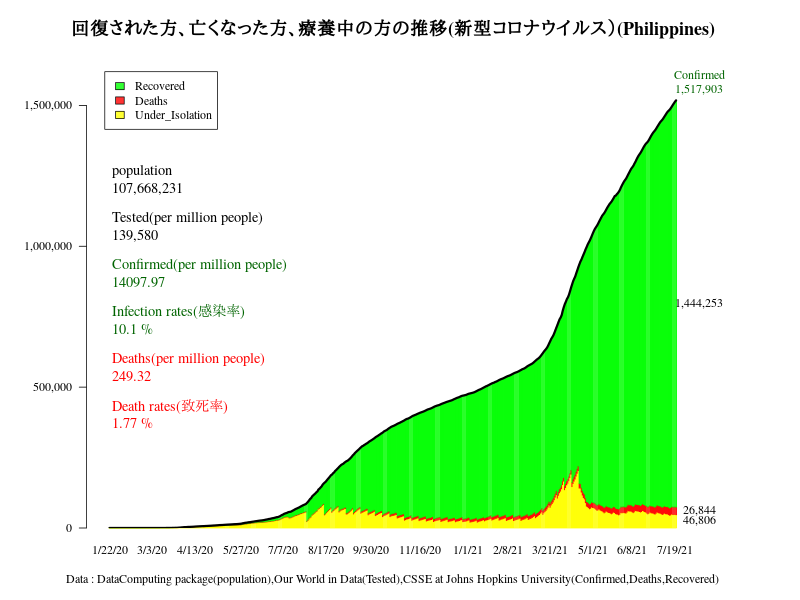 回復された方、亡くなった方、療養中の方の推移(新型コロナウイルス）(Philippines)
Confirmed
1,517,903
Recovered
Deaths
Under_Isolation
1,500,000
1,000,000
500,000
0
population
107,668,231
Tested(per million people)
139,580
Confirmed(per million people)
14097.97
Infection rates(感染率)
10.1 %
Deaths(per million people)
249.32
Death rates(致死率)
1.77 %
1,444,253
26,844
46,806
1/22/20 3/3/20 4/13/20 5/27/20 7/7/20 8/17/20 9/30/20 11/16/20 1/1/21 2/8/21 3/21/21 5/1/21 6/8/21 7/19/21
Data : DataComputing package(population),Our World in Data(Tested),CSSE at Johns Hopkins University(Confirmed,Deaths,Recovered)